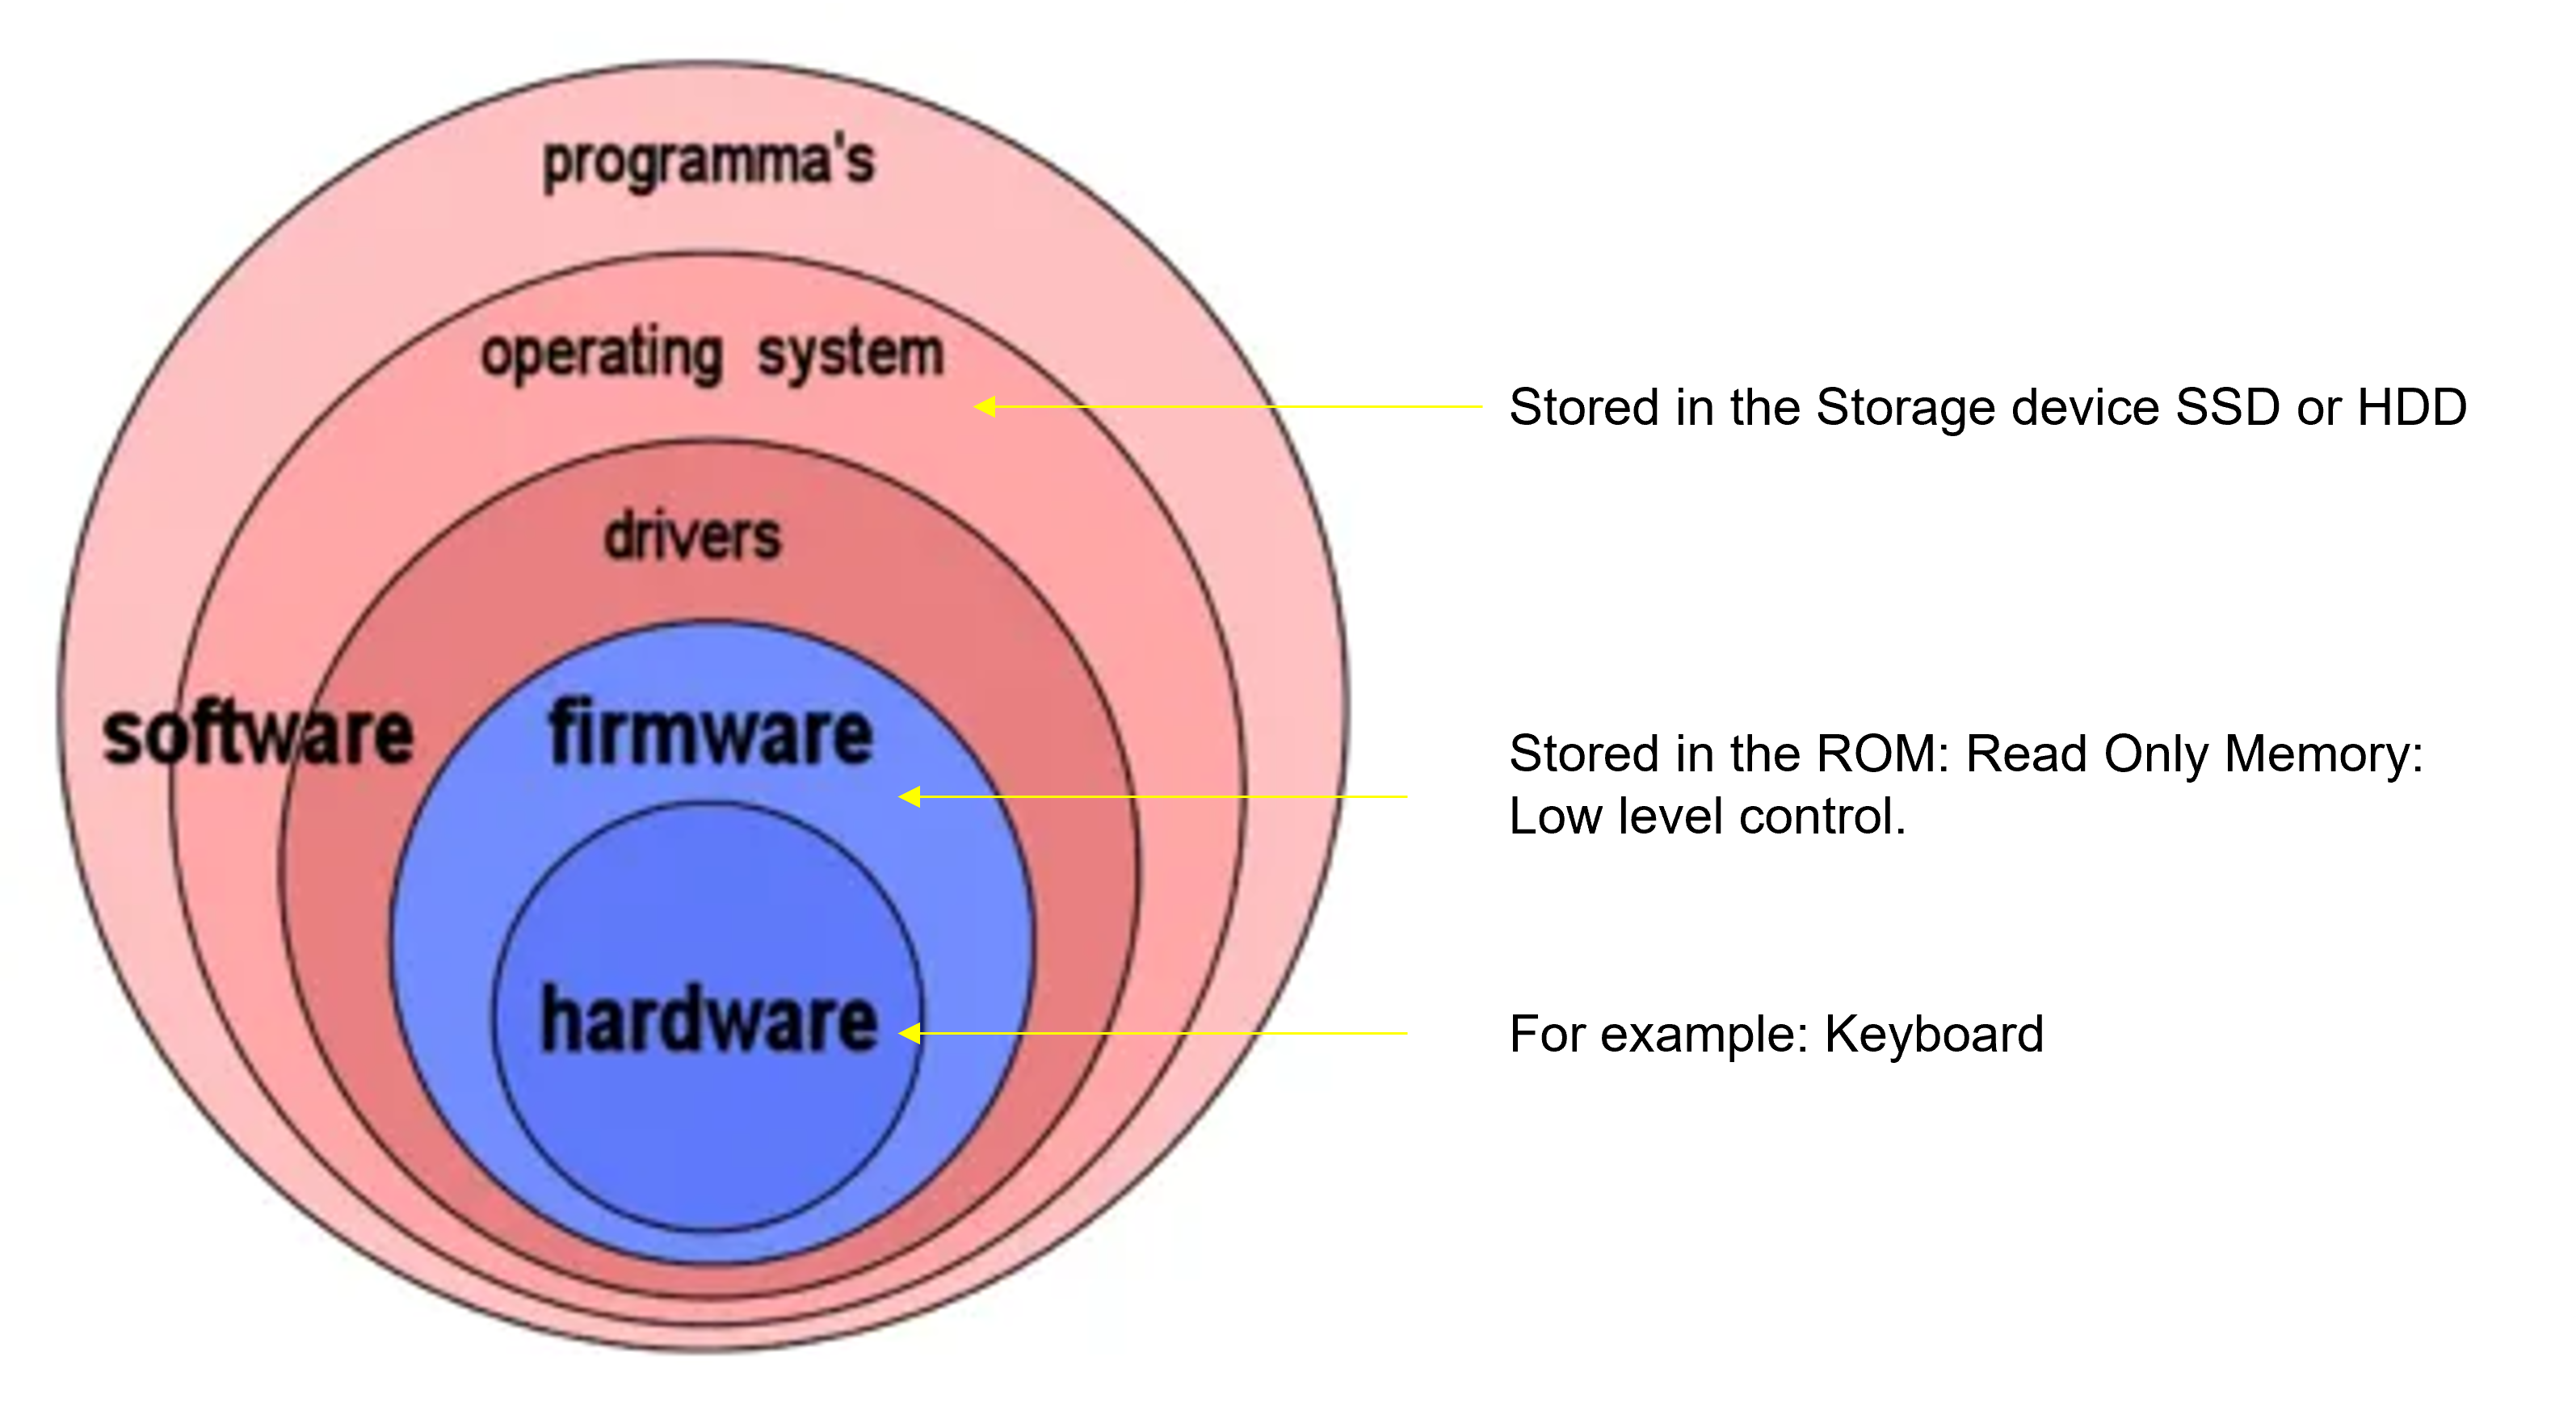 programma's
operating system
Stored in the Storage device SSD or HDD
drivers
software
firmware
Stored in the ROM: Read Only Memory:
Low level control.
hardware
For example: Keyboard